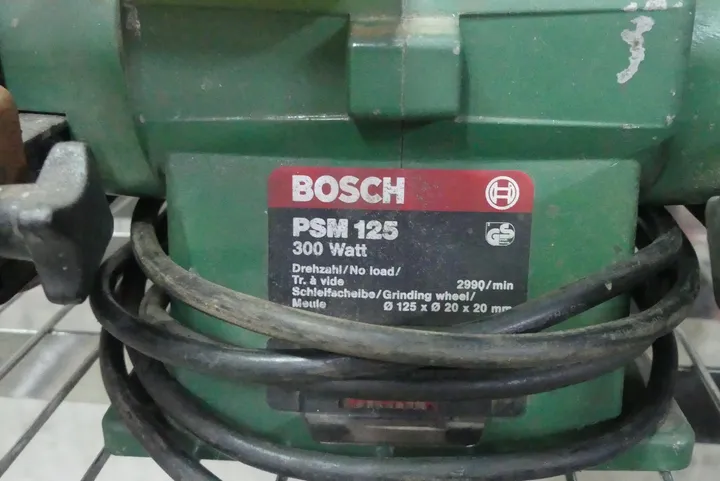 BOSCH
PSM 125
300 Watt
Drehzahl/No load/
Tr. à vide 2990/min
Schleifscheibe/Grinding wheel/
Meule Ø 125 x Ø 20 x 20 mm
GS